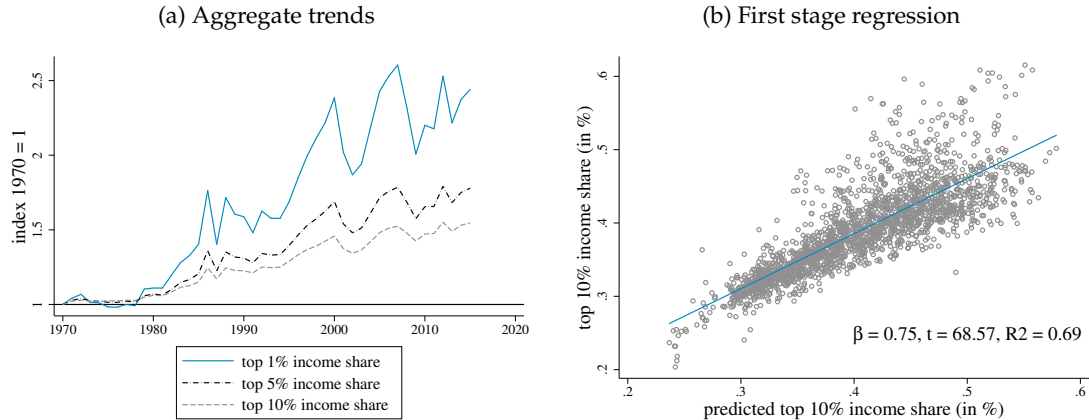 (a) Aggregate trends
index 1970 = 1
2.5
2
1.5
1
1970 1980 1990 2000 2010 2020
top 1% income share
top 5% income share
top 10% income share
(b) First stage regression
top 10% income share (in %)
.6
.5
.4
.3
.2
β = 0.75, t = 68.57, R2 = 0.69
.2 .3 .4 .5 .6
predicted top 10% income share (in %)